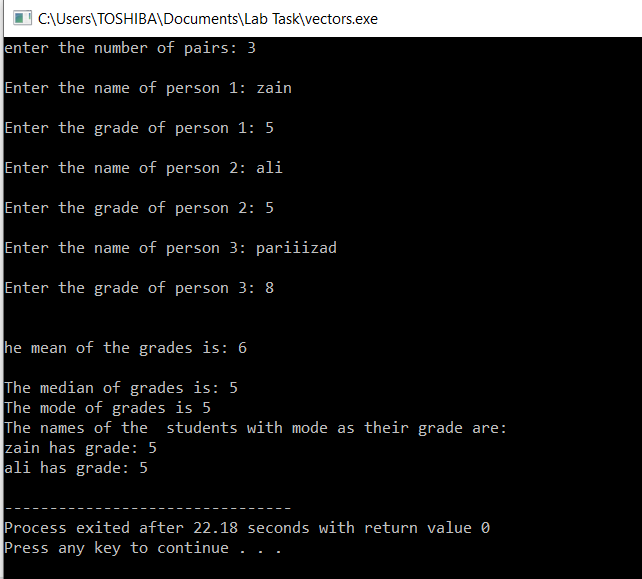 C:\Users\TOSHIBA\Documents\Lab Task\vectors.exe
enter the number of pairs: 3
Enter the name of person 1: zain
Enter the grade of person 1: 5
Enter the name of person 2: ali
Enter the grade of person 2: 5
Enter the name of person 3: pariiizad
Enter the grade of person 3: 8
he mean of the grades is: 6
The median of grades is: 5
The mode of grades is 5
The names of the  students with mode as their grade are:
zain has grade: 5
ali has grade: 5
--------------------------------
Process exited after 22.18 seconds with return value 0
Press any key to continue . . .